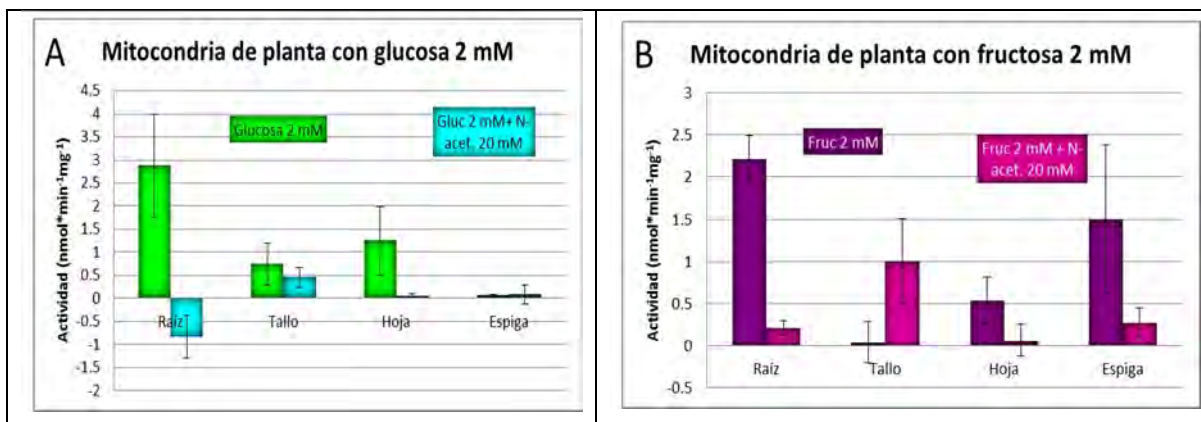 A
Mitocondria de planta con glucosa 2 mM
Actividad (nmol*min⁻¹mg⁻¹)
4.5
4
3.5
3
2.5
2
1.5
1
0.5
0
-0.5
-1
-1.5
-2
Glucosa 2 mM
Gluc 2 mM+ N-
acet. 20 mM
Raíz
Tallo
Hoja
Espiga
B
Mitocondria de planta con fructosa 2 mM
Actividad (nmol*min⁻¹mg⁻¹)
3
2.5
2
1.5
1
0.5
0
-0.5
Fruc 2 mM
Fruc 2 mM + N-
acet. 20 mM
Raíz
Tallo
Hoja
Espiga